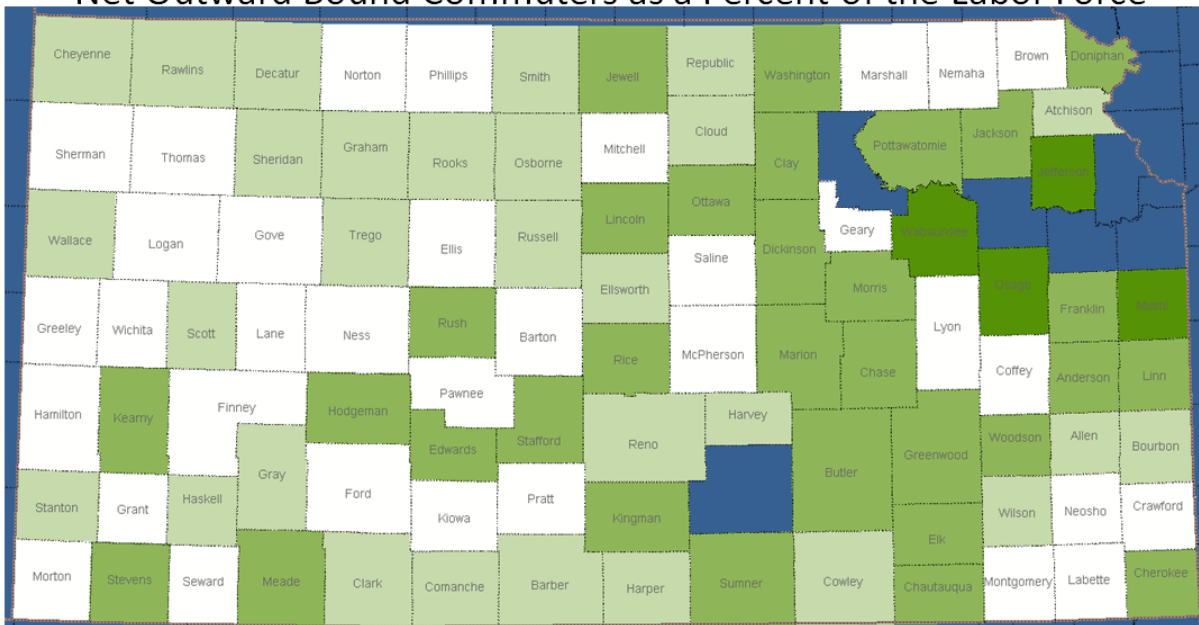 Net Outward Bound Commuters as a Percent of the Labor Force
Cheyenne
Rawlins
Decatur
Norton
Phillips
Smith
Jewell
Republic
Washington
Marshall
Nemaha
Brown
Doniphan
Atchison
Sherman
Thomas
Sheridan
Graham
Rooks
Osborne
Mitchell
Cloud
Clay
Pottawatomie
Jackson
Jefferson
Wallace
Logan
Gove
Trego
Ellis
Russell
Lincoln
Ottawa
Dickinson
Geary
Wabaunsee
Ellsworth
Saline
Morris
Osage
Franklin
Miami
Greeley
Wichita
Scott
Lane
Ness
Rush
Barton
Rice
McPherson
Marion
Chase
Lyon
Coffey
Anderson
Linn
Hamilton
Kearny
Finney
Hodgeman
Pawnee
Edwards
Stafford
Reno
Harvey
Butler
Greenwood
Woodson
Allen
Bourbon
Stanton
Grant
Haskell
Gray
Ford
Kiowa
Pratt
Kingman
Elk
Wilson
Neosho
Crawford
Morton
Stevens
Seward
Meade
Clark
Comanche
Barber
Harper
Sumner
Cowley
Chautauqua
Montgomery
Labette
Cherokee